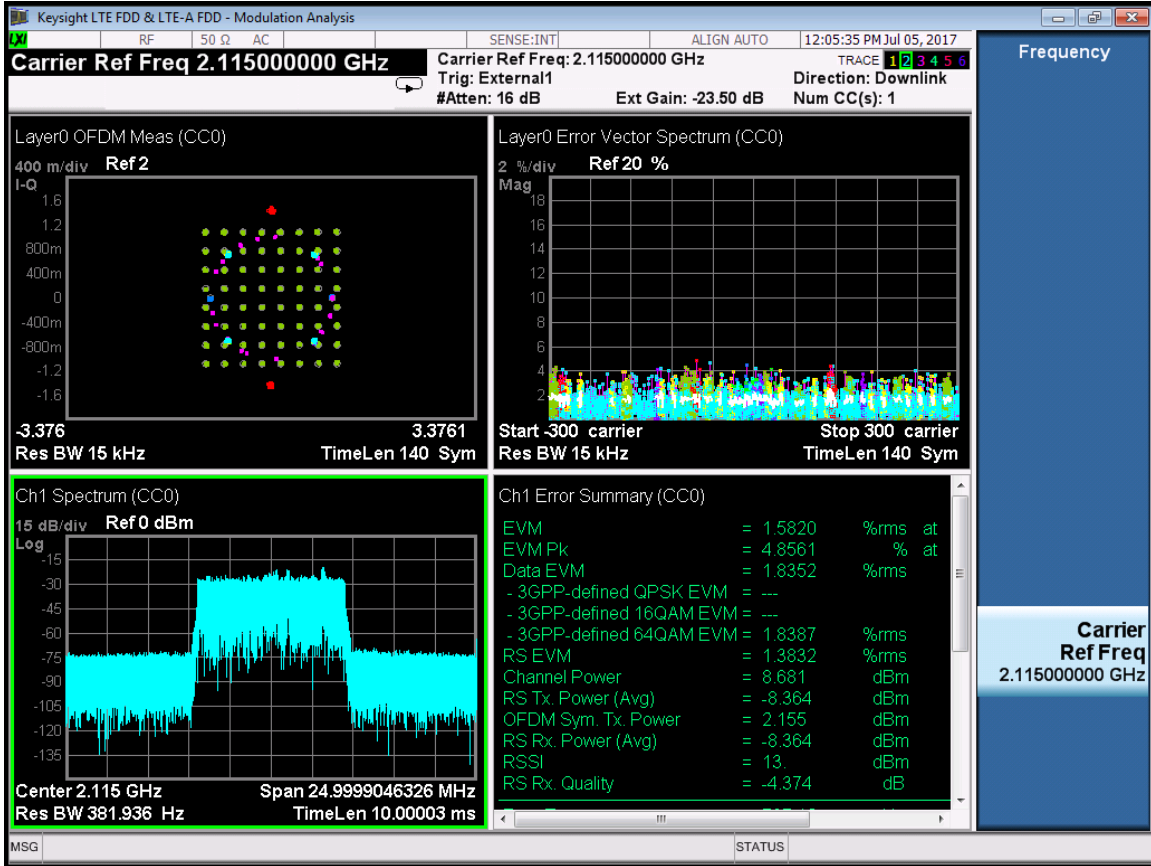 Keysight LTE FDD & LTE-A FDD - Modulation Analysis
LXI RF 50 Ω AC SENSE:INT ALIGN AUTO 12:05:35 PM Jul 05, 2017
Carrier Ref Freq 2.115000000 GHz
Carrier Ref Freq: 2.115000000 GHz
TRACE 1 2 3 4 5 6
Trig: External1
Direction: Downlink
#Atten: 16 dB Ext Gain: -23.50 dB Num CC(s): 1
Frequency
Layer0 OFDM Meas (CC0)
400 m/div Ref 2
I-Q
1.6
1.2
800m
400m
0
-400m
-800m
-1.2
-1.6
-3.376 3.3761
Res BW 15 kHz TimeLen 140 Sym
Layer0 Error Vector Spectrum (CC0)
2 %/div Ref 20 %
Mag
18
16
14
12
10
8
6
4
2
Start -300 carrier Stop 300 carrier
Res BW 15 kHz TimeLen 140 Sym
Ch1 Spectrum (CC0)
15 dB/div Ref 0 dBm
Log
-15
-30
-45
-60
-75
-90
-105
-120
-135
Center 2.115 GHz Span 24.9999046326 MHz
Res BW 381.936 Hz TimeLen 10.00003 ms
Ch1 Error Summary (CC0)
EVM = 1.5820 %rms at
EVM Pk = 4.8561 % at
Data EVM = 1.8352 %rms
- 3GPP-defined QPSK EVM = ---
- 3GPP-defined 16QAM EVM = ---
- 3GPP-defined 64QAM EVM = 1.8387 %rms
RS EVM = 1.3832 %rms
Channel Power = 8.681 dBm
RS Tx. Power (Avg) = -8.364 dBm
OFDM Sym. Tx. Power = 2.155 dBm
RS Rx. Power (Avg) = -8.364 dBm
RSSI = 13. dBm
RS Rx. Quality = -4.374 dB
Carrier
Ref Freq
2.115000000 GHz
MSG STATUS